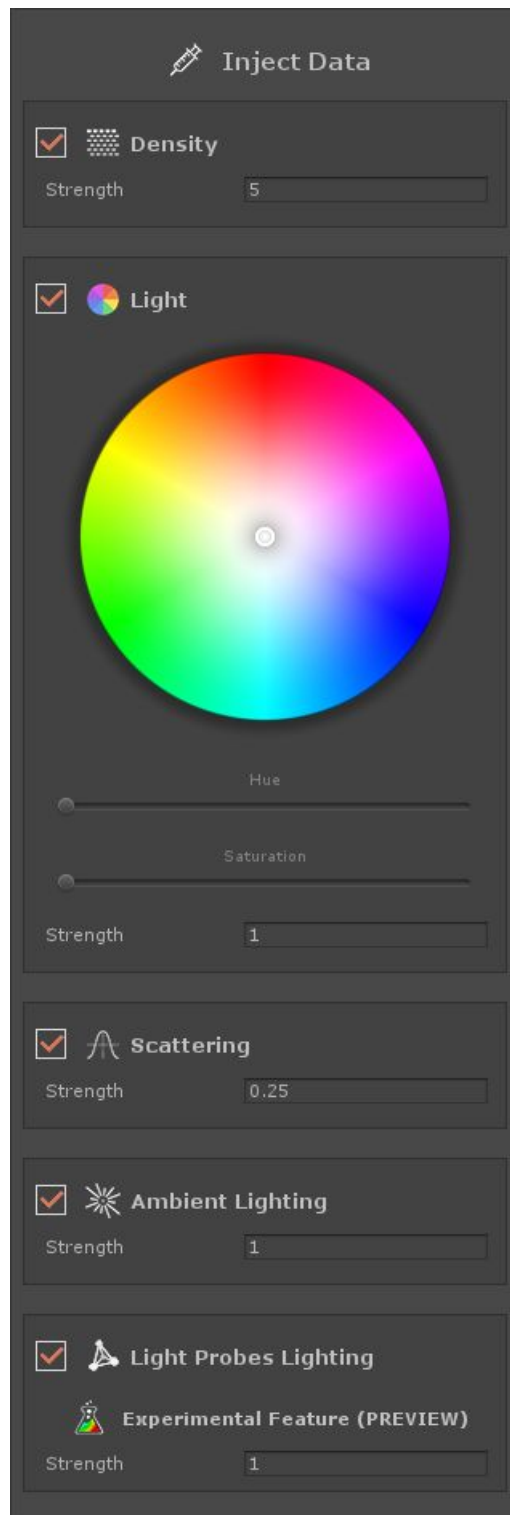 Inject Data
Density
Strength 5
Light
Hue
Saturation
Strength 1
Scattering
Strength 0.25
Ambient Lighting
Strength 1
Light Probes Lighting
Experimental Feature (PREVIEW)
Strength 1